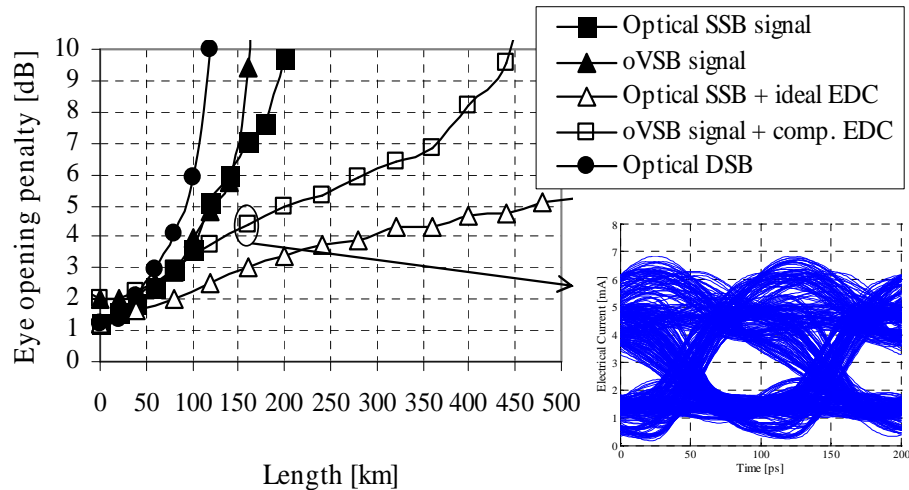 Optical SSB signal
oVSB signal
Optical SSB + ideal EDC
oVSB signal + comp. EDC
Optical DSB
Eye opening penalty [dB]
10
9
8
7
6
5
4
3
2
1
0
0 50 100 150 200 250 300 350 400 450 500
Length [km]
Electrical Current [mA]
8
7
6
5
4
3
2
1
0
0 50 100 150 200
Time [ps]